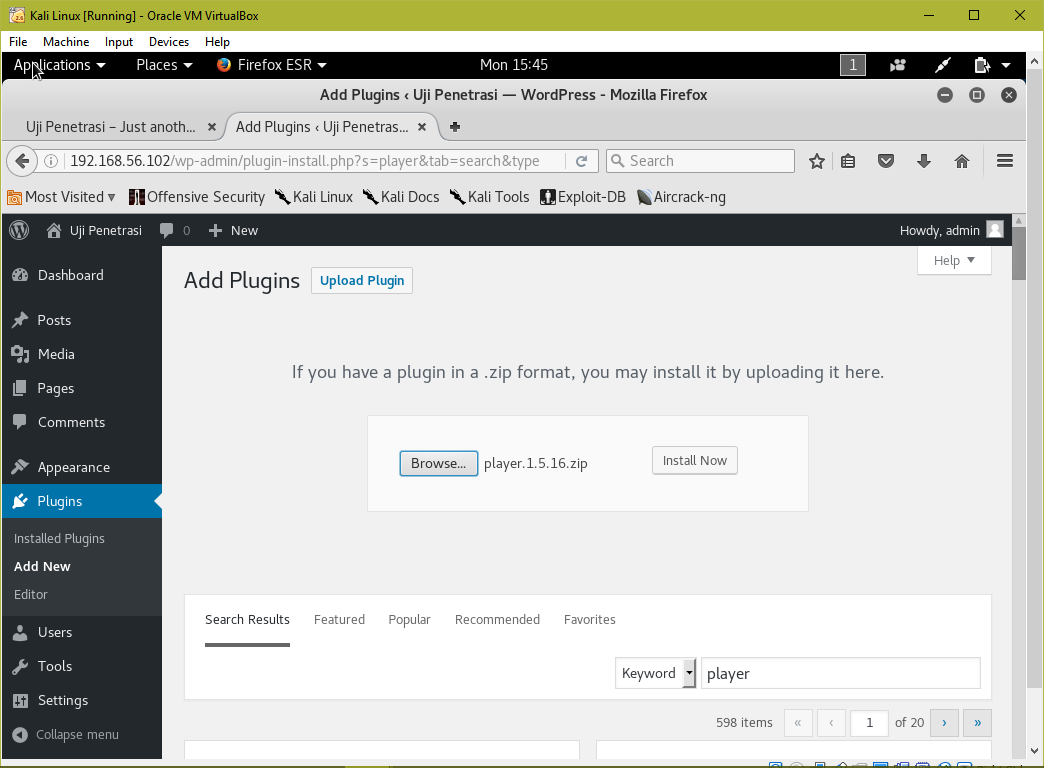 Kali Linux [Running] - Oracle VM VirtualBox
File Machine Input Devices Help
Applications Places Firefox ESR Mon 15:45 1
Add Plugins ‹ Uji Penetrasi — WordPress - Mozilla Firefox
Uji Penetrasi – Just anoth... Add Plugins ‹ Uji Penetras...
192.168.56.102/wp-admin/plugin-install.php?s=player&tab=search&type Search
Most Visited Offensive Security Kali Linux Kali Docs Kali Tools Exploit-DB Aircrack-ng
Uji Penetrasi 0 New Howdy, admin
Help
Dashboard
Posts
Media
Pages
Comments
Appearance
Plugins
Installed Plugins
Add New
Editor
Users
Tools
Settings
Collapse menu
Add Plugins Upload Plugin
If you have a plugin in a .zip format, you may install it by uploading it here.
Browse... player.1.5.16.zip Install Now
Search Results Featured Popular Recommended Favorites
Keyword player
598 items « ‹ 1 of 20 › »